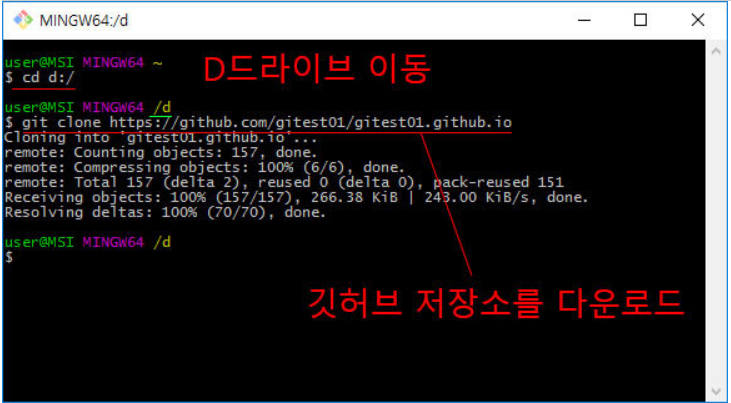 MINGW64:/d
user@MSI MINGW64 ~
D드라이브 이동
$ cd d:/
user@MSI MINGW64 /d
$ git clone https://github.com/gitest01/gitest01.github.io
Cloning into 'gitest01.github.io'...
remote: Counting objects: 157, done.
remote: Compressing objects: 100% (6/6), done.
remote: Total 157 (delta 2), reused 0 (delta 0), pack-reused 151
Receiving objects: 100% (157/157), 266.38 KiB | 243.00 KiB/s, done.
Resolving deltas: 100% (70/70), done.
user@MSI MINGW64 /d
$
깃허브 저장소를 다운로드